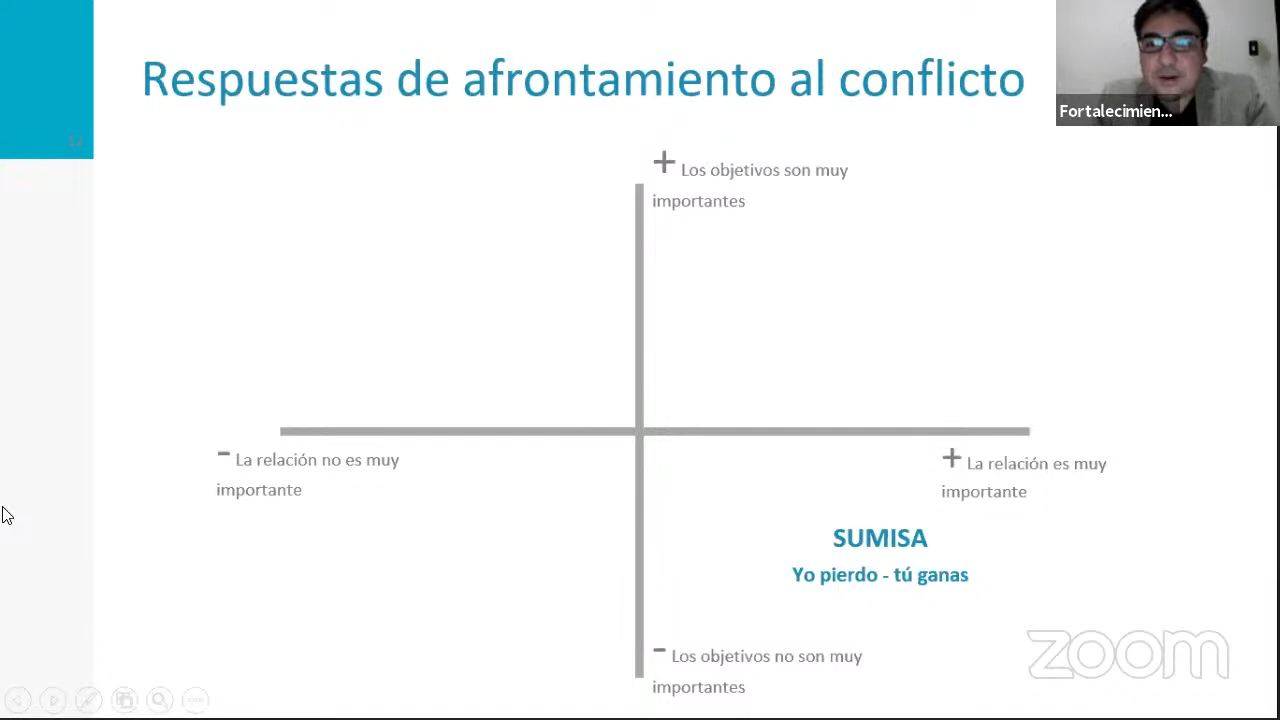 Respuestas de afrontamiento al conflicto
Fortalecimien...
12
+ Los objetivos son muy
importantes
- La relación no es muy
importante
+ La relación es muy
importante
SUMISA
Yo pierdo - tú ganas
- Los objetivos no son muy
importantes
zoom